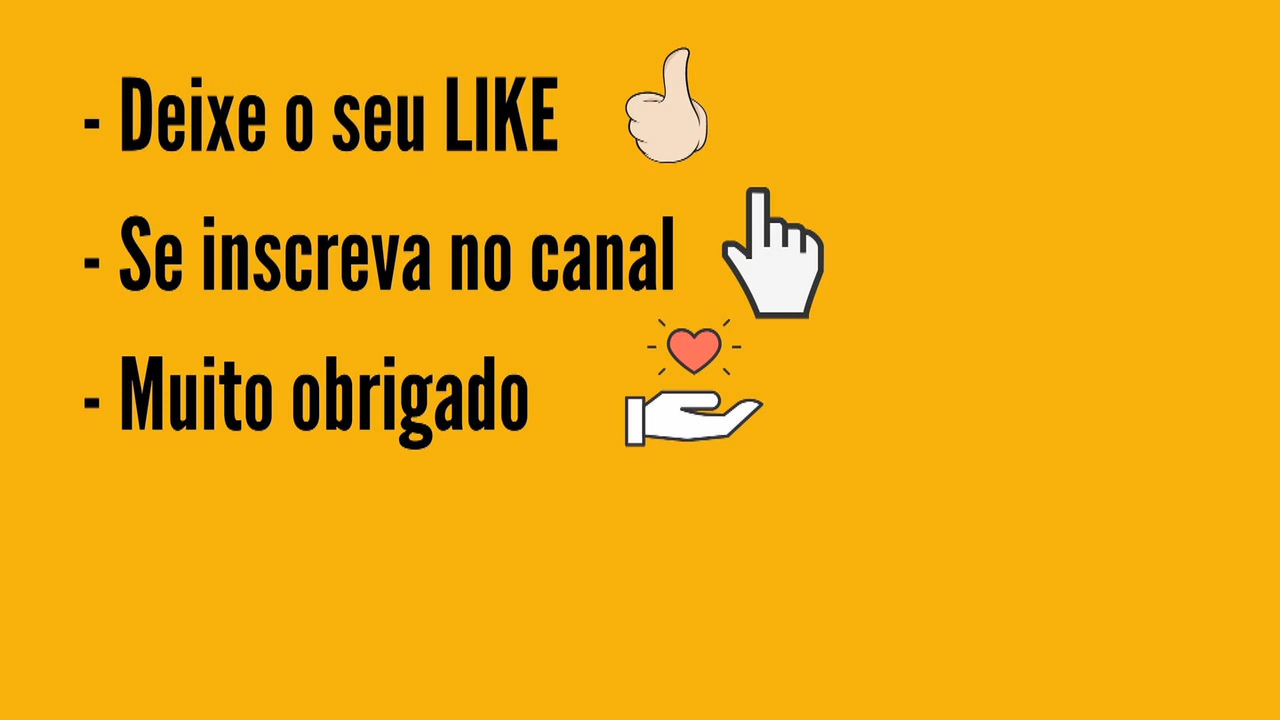 - Deixe o seu LIKE
- Se inscreva no canal
- Muito obrigado